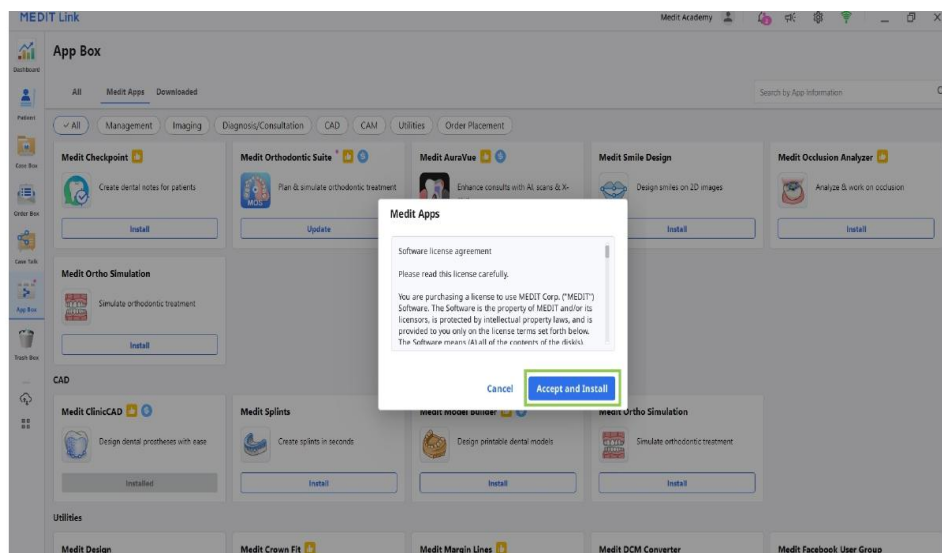 MEDIT Link
Medit Academy
App Box
All Medit Apps Downloaded
Search by App Information
All Management Imaging Diagnosis/Consultation CAD CAM Utilities Order Placement
Dashboard
Patient
Case Box
Order Box
Case Talk
App Box
Trash Box
Medit Checkpoint
Create dental notes for patients
Install
Medit Orthodontic Suite
MOS
Plan & simulate orthodontic treatment
Update
Medit AuraVue
Enhance consults with AI, scans & X-
Medit Smile Design
Design smiles on 2D images
Install
Medit Occlusion Analyzer
Analyze & work on occlusion
Install
Medit Ortho Simulation
Simulate orthodontic treatment
Install
Medit Apps
Software license agreement
Please read this license carefully.
You are purchasing a license to use MEDIT Corp. ("MEDIT")
Software. The Software is the property of MEDIT and/or its
licensors, is protected by intellectual property laws, and is
provided to you only on the license terms set forth below.
The Software means (A) all of the contents of the disk(s),
Cancel Accept and Install
CAD
Medit ClinicCAD
Design dental prostheses with ease
Installed
Medit Splints
Create splints in seconds
Install
Medit Model Builder
Design printable dental models
Install
Medit Ortho Simulation
Simulate orthodontic treatment
Install
Utilities
Medit Design
Medit Crown Fit
Medit Margin Lines
Medit DCM Converter
Medit Facebook User Group